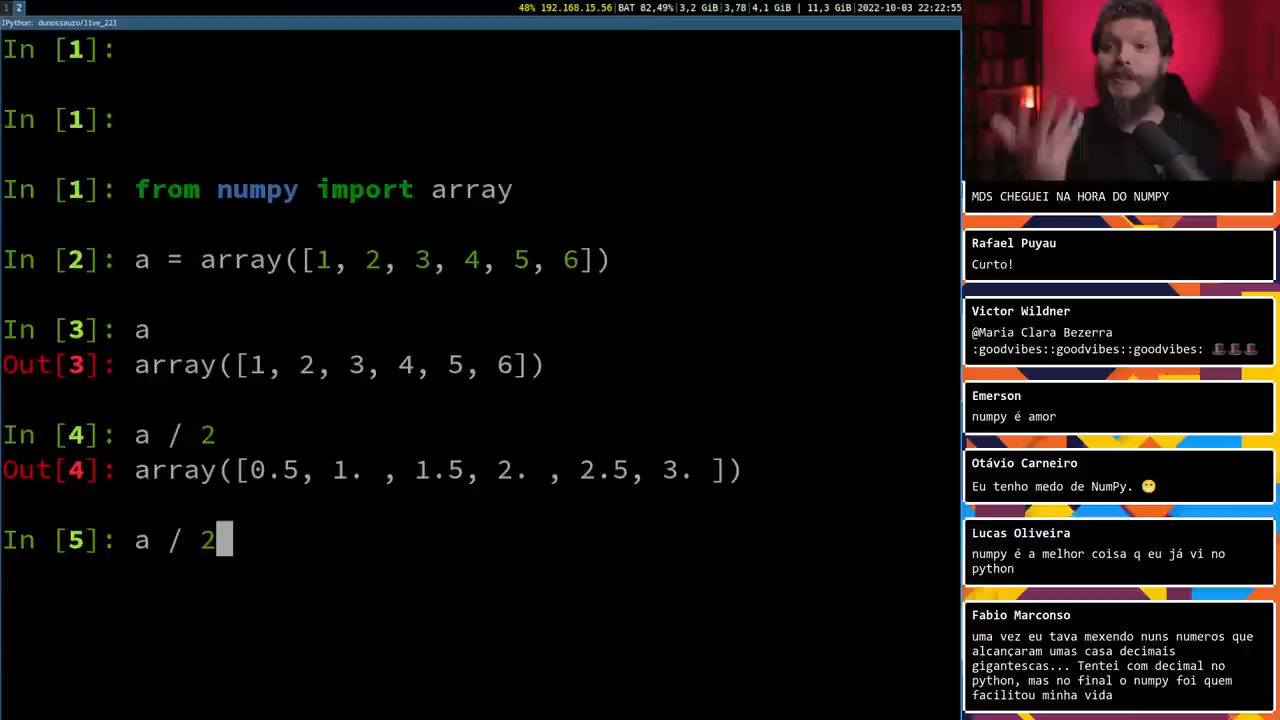 1 2
48% 192.168.15.56|BAT 82,49%|3,2 GiB|3,78|4,1 GiB | 11,3 GiB|2022-10-03 22:22:55
IPython: dunossauro/live_221
In [1]:
In [1]:
In [1]: from numpy import array
In [2]: a = array([1, 2, 3, 4, 5, 6])
In [3]: a
Out[3]: array([1, 2, 3, 4, 5, 6])
In [4]: a / 2
Out[4]: array([0.5, 1. , 1.5, 2. , 2.5, 3. ])
In [5]: a / 2
MDS CHEGUEI NA HORA DO NUMPY
Rafael Puyau
Curto!
Victor Wildner
@Maria Clara Bezerra
:goodvibes::goodvibes::goodvibes: 🎩🎩🎩
Emerson
numpy é amor
Otávio Carneiro
Eu tenho medo de NumPy. 😁
Lucas Oliveira
numpy é a melhor coisa q eu já vi no
python
Fabio Marconso
uma vez eu tava mexendo nuns numeros que
alcançaram umas casa decimais
gigantescas... Tentei com decimal no
python, mas no final o numpy foi quem
facilitou minha vida